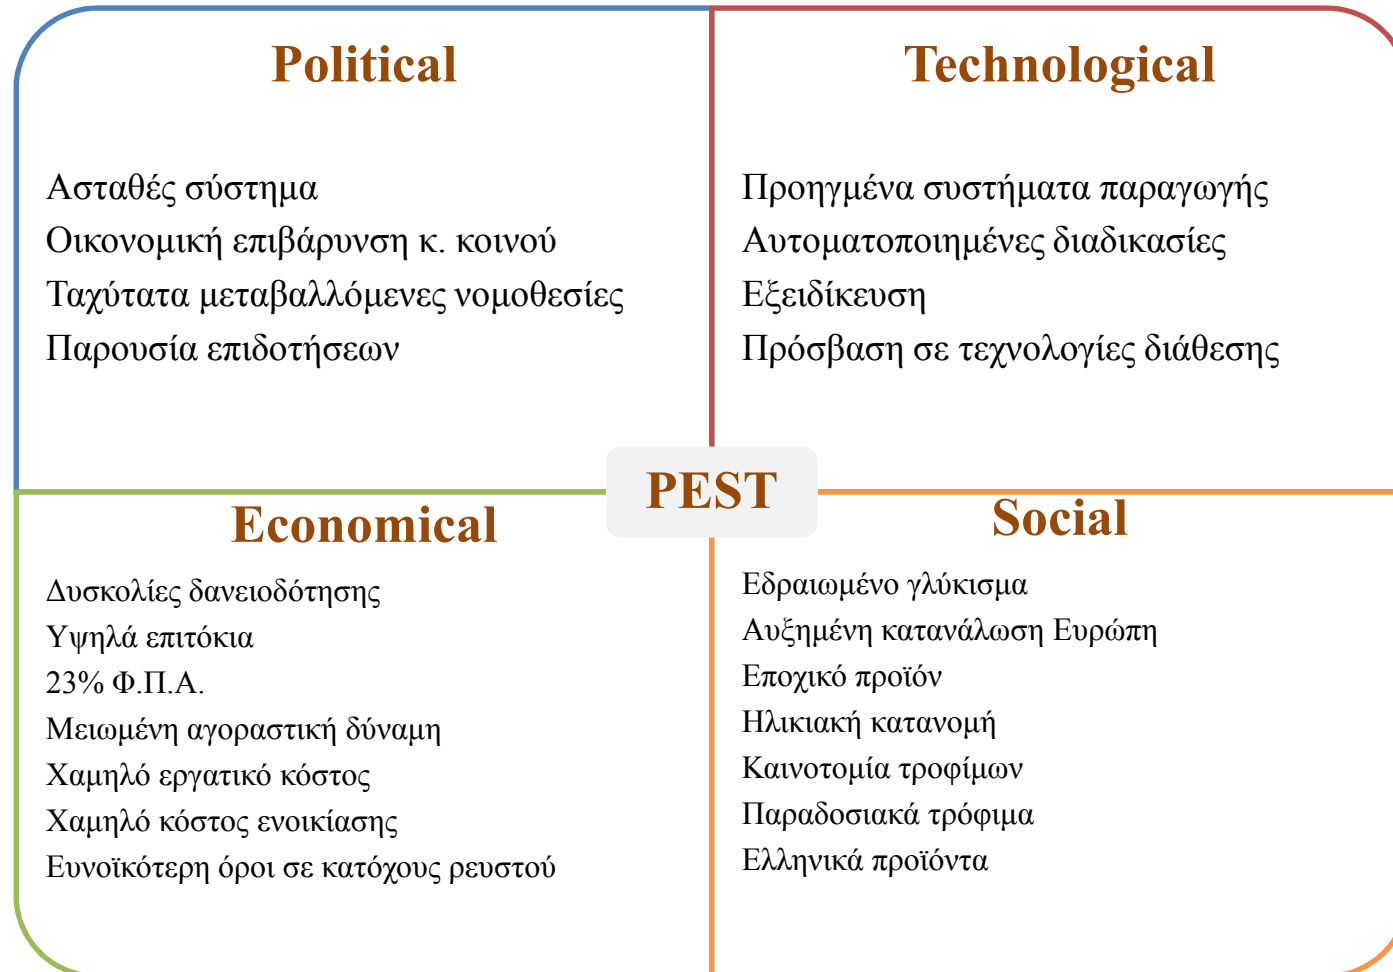 Political
Ασταθές σύστημα
Οικονομική επιβάρυνση κ. κοινού
Ταχύτατα μεταβαλλόμενες νομοθεσίες
Παρουσία επιδοτήσεων
Technological
Προηγμένα συστήματα παραγωγής
Αυτοματοποιημένες διαδικασίες
Εξειδίκευση
Πρόσβαση σε τεχνολογίες διάθεσης
PEST
Economical
Δυσκολίες δανειοδότησης
Υψηλά επιτόκια
23% Φ.Π.Α.
Μειωμένη αγοραστική δύναμη
Χαμηλό εργατικό κόστος
Χαμηλό κόστος ενοικίασης
Ευνοϊκότερη όροι σε κατόχους ρευστού
Social
Εδραιωμένο γλύκισμα
Αυξημένη κατανάλωση Ευρώπη
Εποχικό προϊόν
Ηλικιακή κατανομή
Καινοτομία τροφίμων
Παραδοσιακά τρόφιμα
Ελληνικά προϊόντα